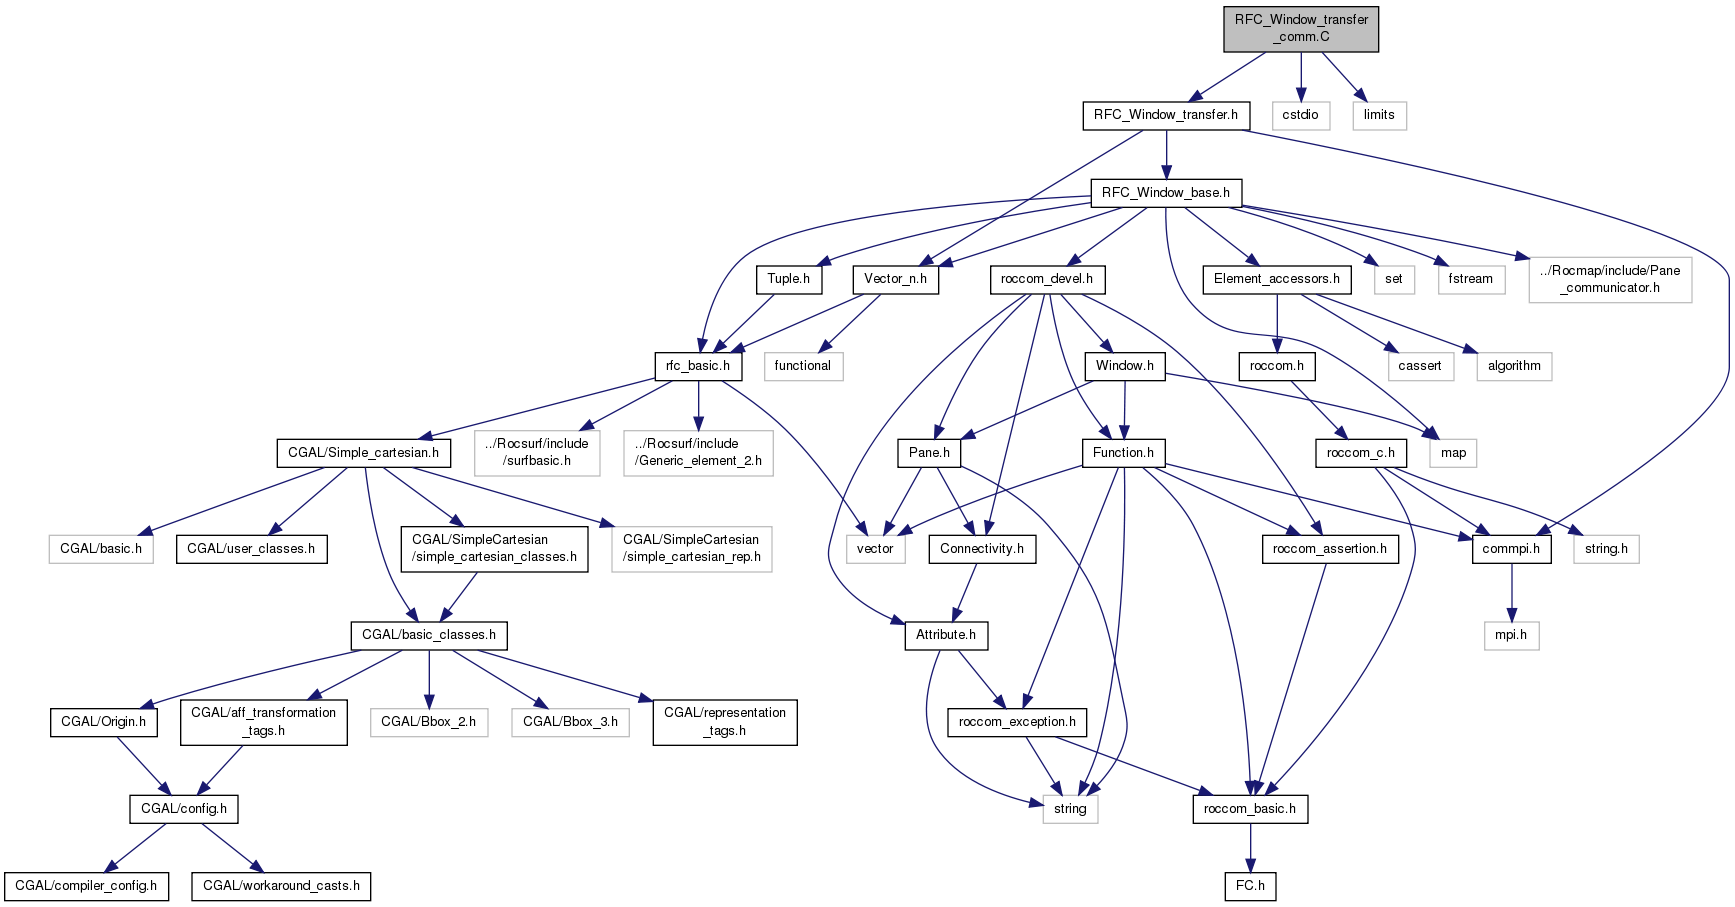 RFC_Window_transfer
_comm.C
RFC_Window_transfer.h
cstdio
limits
RFC_Window_base.h
Tuple.h
Vector_n.h
roccom_devel.h
Element_accessors.h
set
fstream
../Rocmap/include/Pane
_communicator.h
rfc_basic.h
functional
Window.h
roccom.h
cassert
algorithm
CGAL/Simple_cartesian.h
../Rocsurf/include
/surfbasic.h
../Rocsurf/include
/Generic_element_2.h
Pane.h
Function.h
roccom_c.h
map
CGAL/basic.h
CGAL/user_classes.h
CGAL/SimpleCartesian
/simple_cartesian_classes.h
CGAL/SimpleCartesian
/simple_cartesian_rep.h
vector
Connectivity.h
roccom_assertion.h
commpi.h
string.h
CGAL/basic_classes.h
Attribute.h
mpi.h
CGAL/Origin.h
CGAL/aff_transformation
_tags.h
CGAL/Bbox_2.h
CGAL/Bbox_3.h
CGAL/representation
_tags.h
roccom_exception.h
CGAL/config.h
string
roccom_basic.h
CGAL/compiler_config.h
CGAL/workaround_casts.h
FC.h